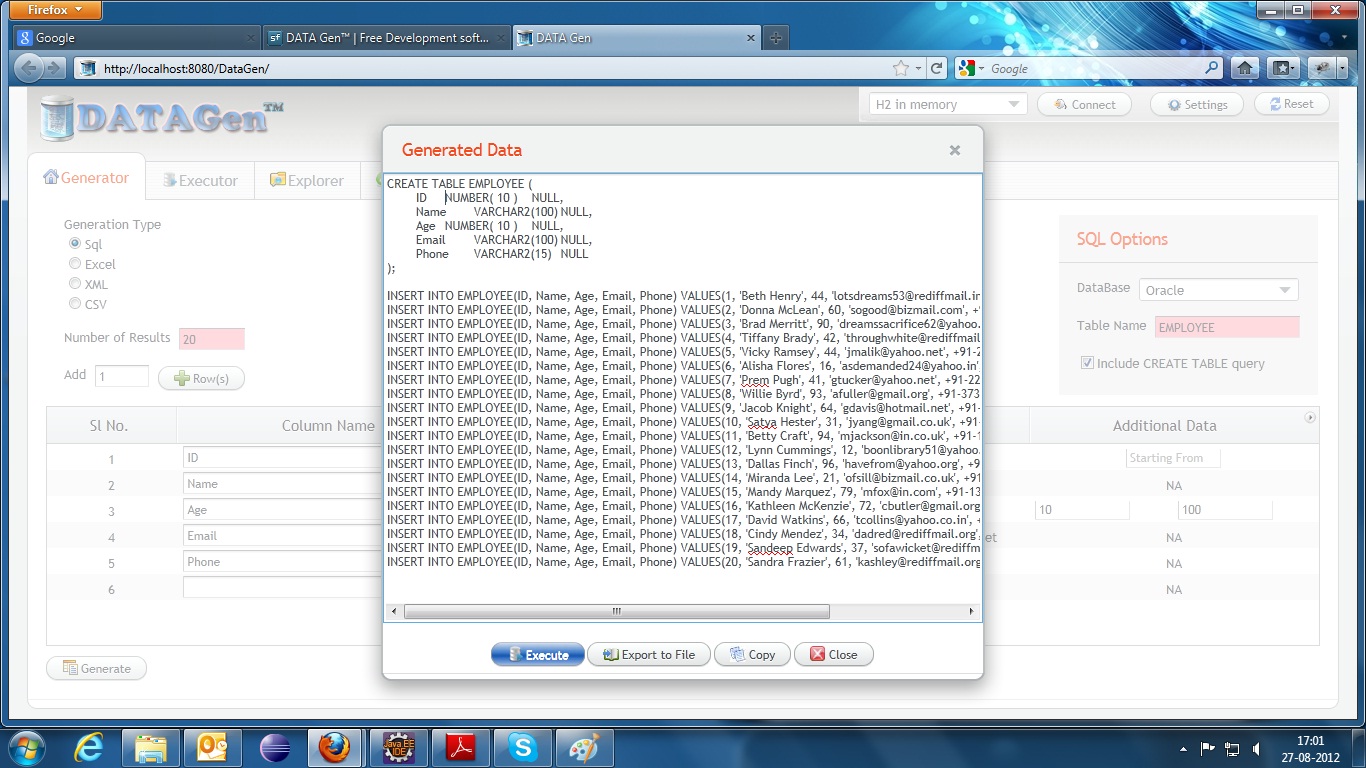 Firefox
Google
DATA Gen™ | Free Development soft...
DATA Gen
http://localhost:8080/DataGen/
Google
DATAGen™
H2 in memory
Connect
Settings
Reset
Generator
Executor
Explorer
Generation Type
Sql
Excel
XML
CSV
Number of Results 20
Add 1 Row(s)
SQL Options
DataBase Oracle
Table Name EMPLOYEE
Include CREATE TABLE query
Sl No. Column Name Additional Data
1 ID Starting From
2 Name NA
3 Age 10 100
4 Email et NA
5 Phone NA
6 NA
Generate
Generated Data
CREATE TABLE EMPLOYEE (
ID NUMBER( 10 ) NULL,
Name VARCHAR2(100) NULL,
Age NUMBER( 10 ) NULL,
Email VARCHAR2(100) NULL,
Phone VARCHAR2(15) NULL
);
INSERT INTO EMPLOYEE(ID, Name, Age, Email, Phone) VALUES(1, 'Beth Henry', 44, 'lotsdreams53@rediffmail.in
INSERT INTO EMPLOYEE(ID, Name, Age, Email, Phone) VALUES(2, 'Donna McLean', 60, 'sogood@bizmail.com', +
INSERT INTO EMPLOYEE(ID, Name, Age, Email, Phone) VALUES(3, 'Brad Merritt', 90, 'dreamssacrifice62@yahoo.
INSERT INTO EMPLOYEE(ID, Name, Age, Email, Phone) VALUES(4, 'Tiffany Brady', 42, 'throughwhite@rediffmail
INSERT INTO EMPLOYEE(ID, Name, Age, Email, Phone) VALUES(5, 'Vicky Ramsey', 44, 'jmalik@yahoo.net', +91-2
INSERT INTO EMPLOYEE(ID, Name, Age, Email, Phone) VALUES(6, 'Alisha Flores', 16, 'asdemanded24@yahoo.in',
INSERT INTO EMPLOYEE(ID, Name, Age, Email, Phone) VALUES(7, 'Prem Pugh', 41, 'gtucker@yahoo.net', +91-22
INSERT INTO EMPLOYEE(ID, Name, Age, Email, Phone) VALUES(8, 'Willie Byrd', 93, 'afuller@gmail.org', +91-373
INSERT INTO EMPLOYEE(ID, Name, Age, Email, Phone) VALUES(9, 'Jacob Knight', 64, 'gdavis@hotmail.net', +91-
INSERT INTO EMPLOYEE(ID, Name, Age, Email, Phone) VALUES(10, 'Satya Hester', 31, 'jyang@gmail.co.uk', +91-
INSERT INTO EMPLOYEE(ID, Name, Age, Email, Phone) VALUES(11, 'Betty Craft', 94, 'mjackson@in.co.uk', +91-1
INSERT INTO EMPLOYEE(ID, Name, Age, Email, Phone) VALUES(12, 'Lynn Cummings', 12, 'boonlibrary51@yahoo.
INSERT INTO EMPLOYEE(ID, Name, Age, Email, Phone) VALUES(13, 'Dallas Finch', 96, 'havefrom@yahoo.org', +9
INSERT INTO EMPLOYEE(ID, Name, Age, Email, Phone) VALUES(14, 'Miranda Lee', 21, 'ofsill@bizmail.co.uk', +91
INSERT INTO EMPLOYEE(ID, Name, Age, Email, Phone) VALUES(15, 'Mandy Marquez', 79, 'mfox@in.com', +91-13
INSERT INTO EMPLOYEE(ID, Name, Age, Email, Phone) VALUES(16, 'Kathleen McKenzie', 72, 'cbutler@gmail.org
INSERT INTO EMPLOYEE(ID, Name, Age, Email, Phone) VALUES(17, 'David Watkins', 66, 'tcollins@yahoo.co.in', +
INSERT INTO EMPLOYEE(ID, Name, Age, Email, Phone) VALUES(18, 'Cindy Mendez', 34, 'dadred@rediffmail.org',
INSERT INTO EMPLOYEE(ID, Name, Age, Email, Phone) VALUES(19, 'Sandeep Edwards', 37, 'sofawicket@rediffm
INSERT INTO EMPLOYEE(ID, Name, Age, Email, Phone) VALUES(20, 'Sandra Frazier', 61, 'kashley@rediffmail.org
Execute
Export to File
Copy
Close
Java EE
IDE
17:01
27-08-2012